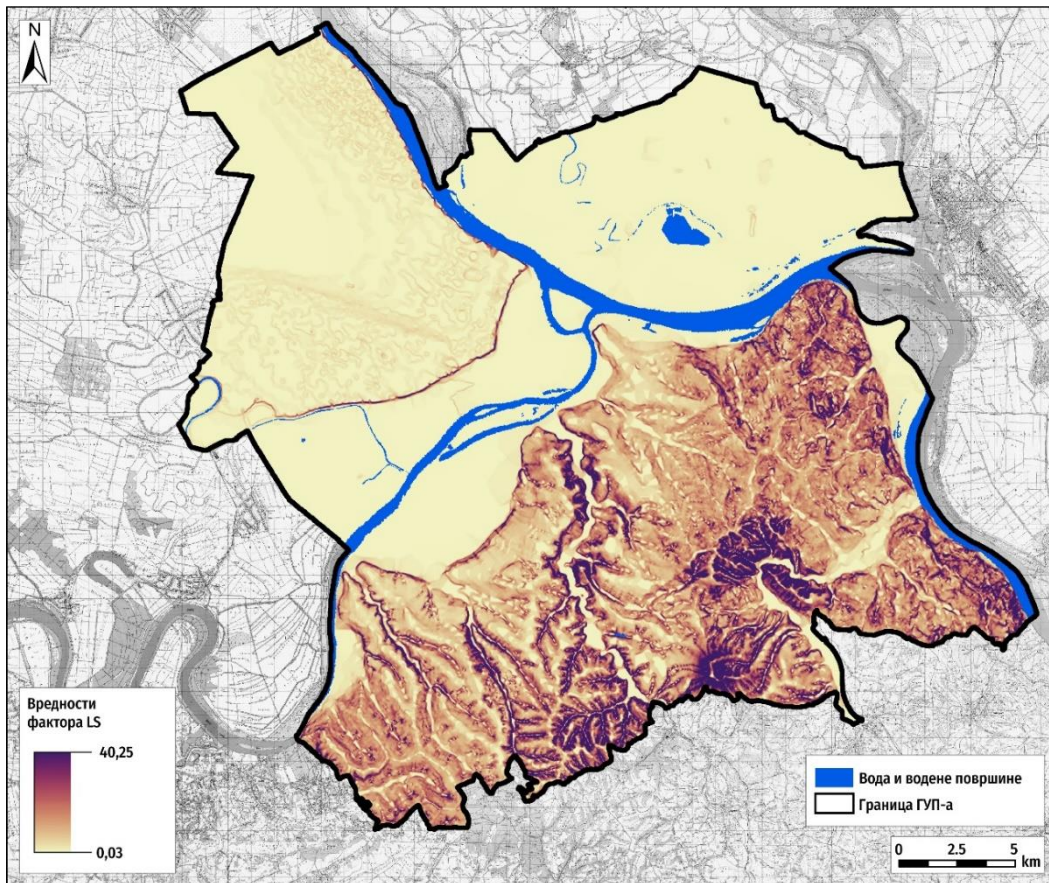 N
Вредности
фактора LS
40,25
0,03
Вода и водене површине
Граница ГУП-а
0 2.5 5
km